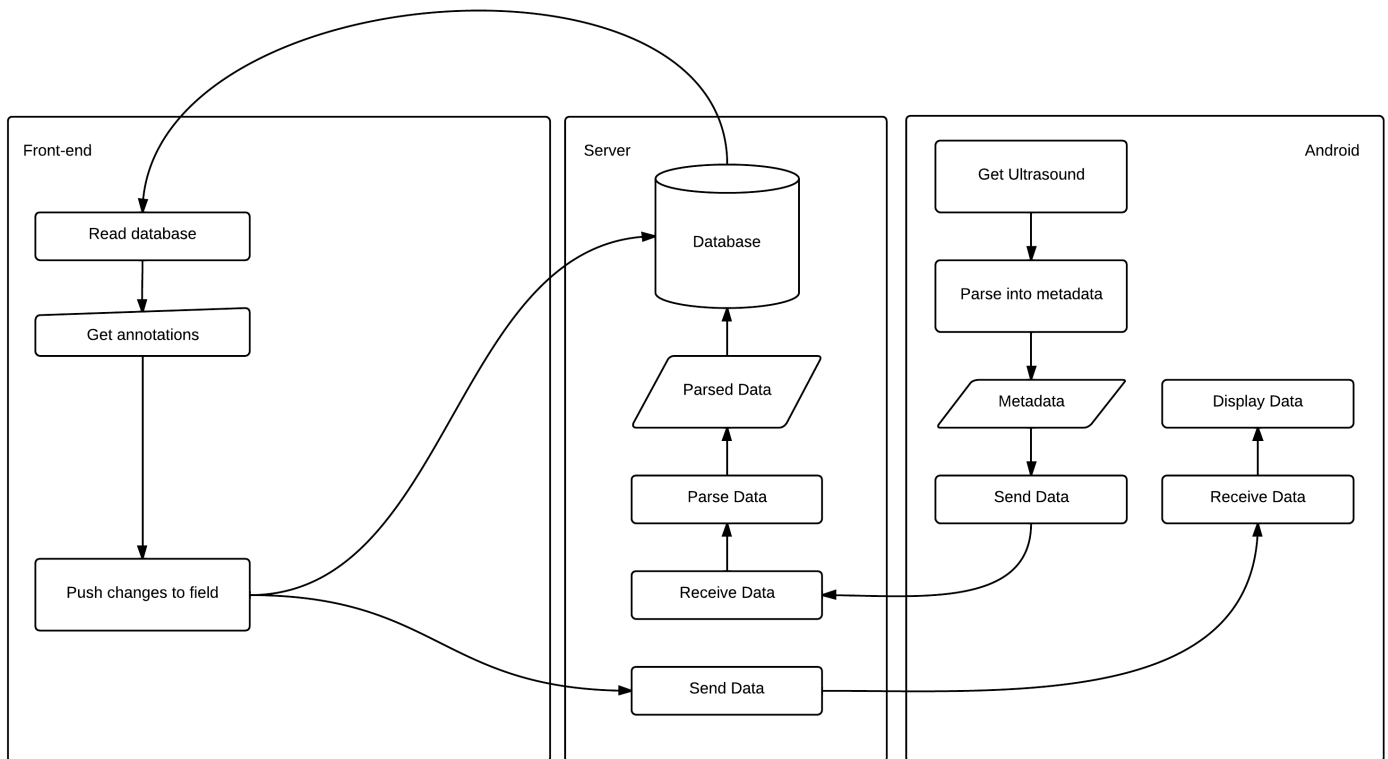 Front-end
Read database
Get annotations
Push changes to field
Server
Database
Parsed Data
Parse Data
Receive Data
Send Data
Android
Get Ultrasound
Parse into metadata
Metadata
Send Data
Display Data
Receive Data